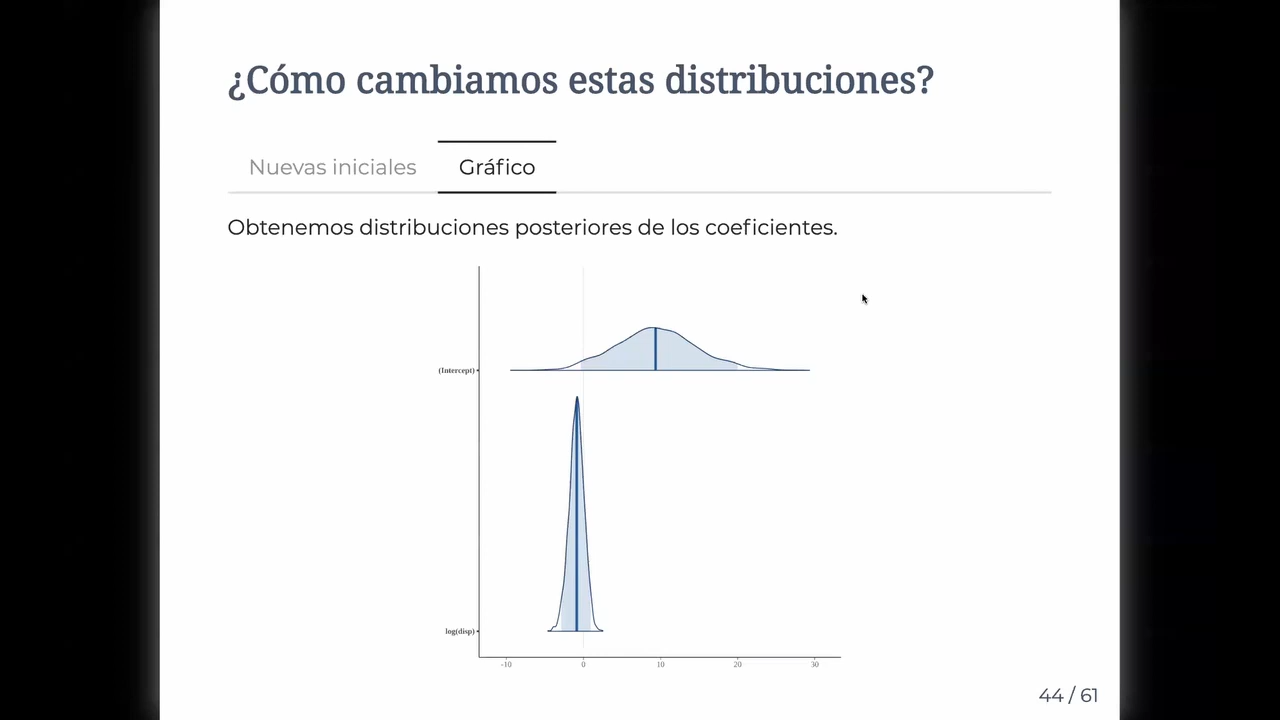 ¿Cómo cambiamos estas distribuciones?
Nuevas iniciales Gráfico
Obtenemos distribuciones posteriores de los coeficientes.
(Intercept)
log(disp)
-10 0 10 20 30
44 / 61